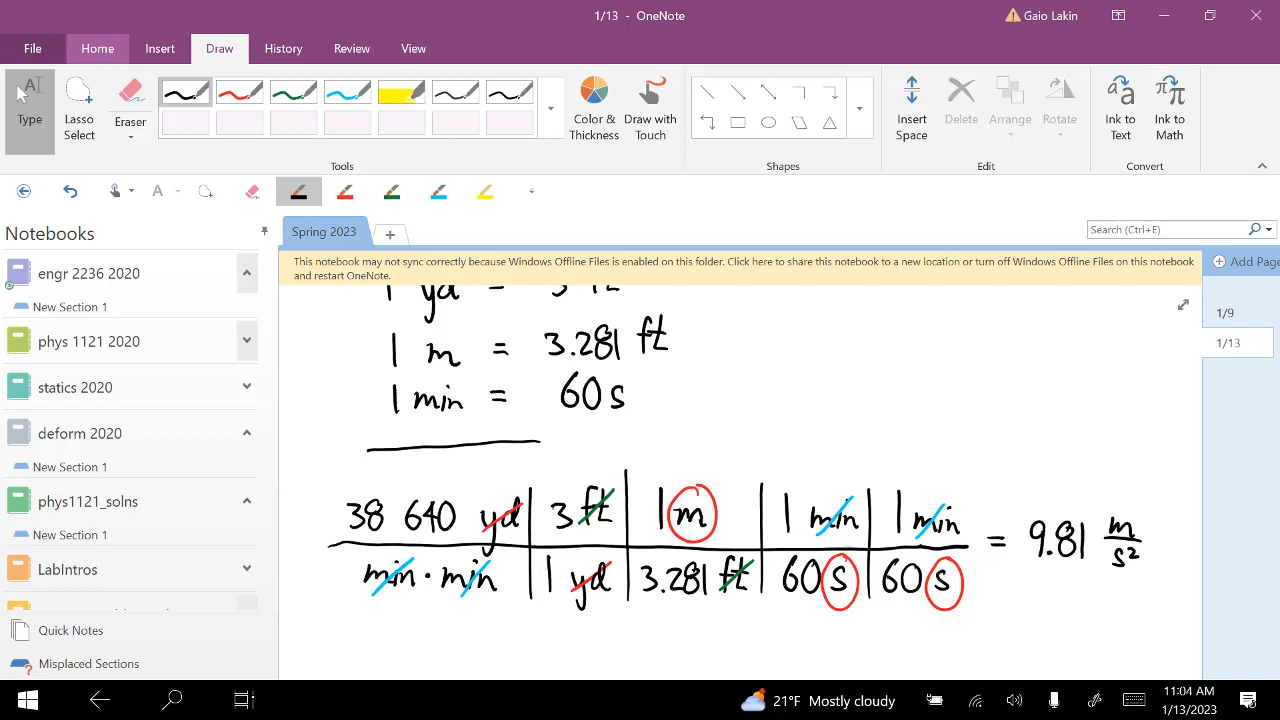 1/13 - OneNote
Gaio Lakin
File Home Insert Draw History Review View
Type
Lasso Select
Eraser
Color & Thickness
Draw with Touch
Insert Space
Delete
Arrange
Rotate
Ink to Text
Ink to Math
Tools
Shapes
Edit
Convert
Notebooks
Spring 2023
Search (Ctrl+E)
This notebook may not sync correctly because Windows Offline Files is enabled on this folder. Click here to share this notebook to a new location or turn off Windows Offline Files on this notebook
and restart OneNote.
Add Page
1/9
1/13
engr 2236 2020
New Section 1
phys 1121 2020
statics 2020
deform 2020
New Section 1
phys1121_solns
New Section 1
LabIntros
Quick Notes
Misplaced Sections
1 yd = 3 ft
1 m = 3.281 ft
1 min = 60 s
38 640 yd | 3 ft | 1 m | 1 min | 1 min
min · min | 1 yd | 3.281 ft | 60 s | 60 s
= 9.81 m/s²
21°F Mostly cloudy
11:04 AM
1/13/2023